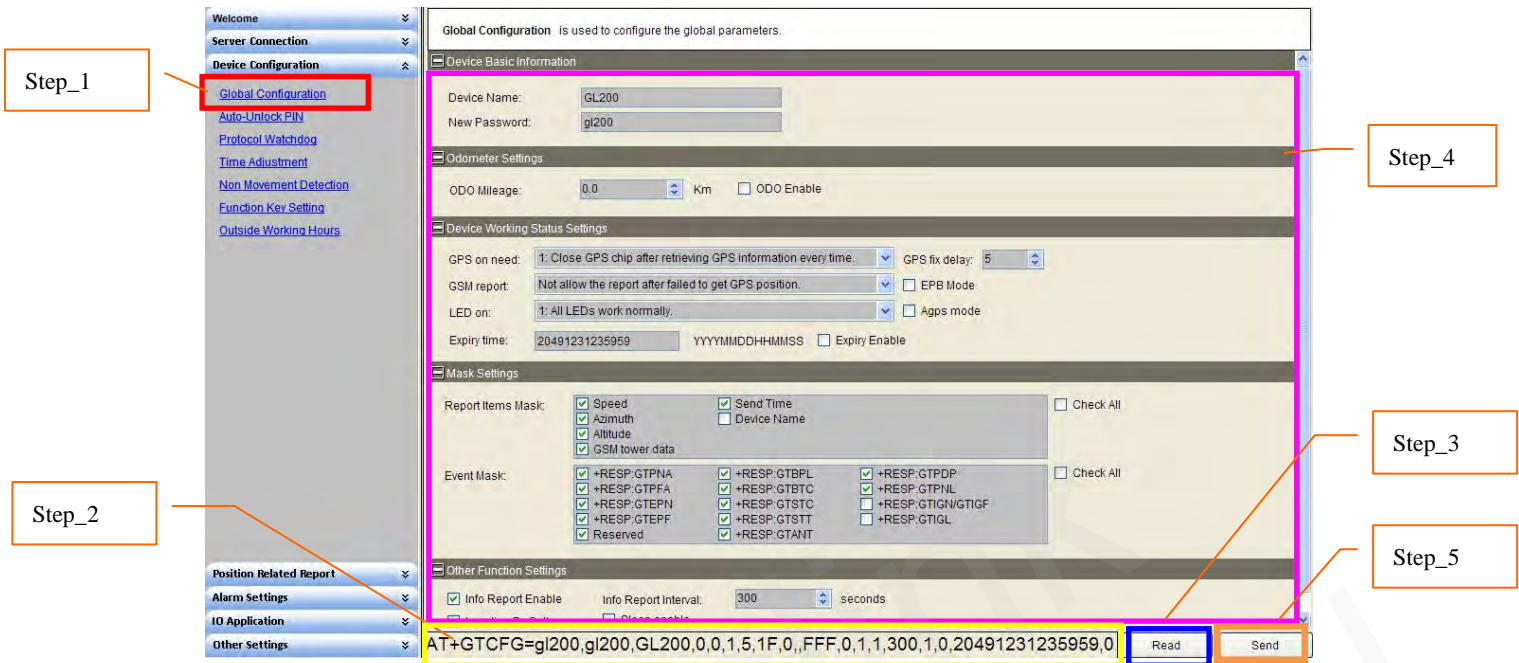 Step_1
Step_2
Step_3
Step_4
Step_5
Welcome
Server Connection
Device Configuration
Global Configuration
Auto-Unlock PIN
Protocol Watchdog
Time Adjustment
Non Movement Detection
Function Key Setting
Outside Working Hours
Position Related Report
Alarm Settings
IO Application
Other Settings
Global Configuration is used to configure the global parameters.
Device Basic Information
Device Name: GL200
New Password: gl200
Odometer Settings
ODO Mileage: 0.0 Km ODO Enable
Device Working Status Settings
GPS on need: 1: Close GPS chip after retrieving GPS information every time. GPS fix delay: 5
GSM report: Not allow the report after failed to get GPS position. EPB Mode
LED on: 1: All LEDs work normally. Agps mode
Expiry time: 20491231235959 YYYYMMDDHHMMSS Expiry Enable
Mask Settings
Report Items Mask: Speed Send Time Check All
Azimuth Device Name
Altitude
GSM tower data
Event Mask: +RESP:GTPNA +RESP:GTBPL +RESP:GTPDP Check All
+RESP:GTPFA +RESP:GTBTC +RESP:GTPNL
+RESP:GTEPN +RESP:GTSTC +RESP:GTIGN/GTIGF
+RESP:GTEPF +RESP:GTSTT +RESP:GTIGL
Reserved +RESP:GTANT
Other Function Settings
Info Report Enable Info Report Interval: 300 seconds
AT+GTCFG=gl200,gl200,GL200,0,0,1,5,1F,0,,FFF,0,1,1,300,1,0,20491231235959,0 Read Send